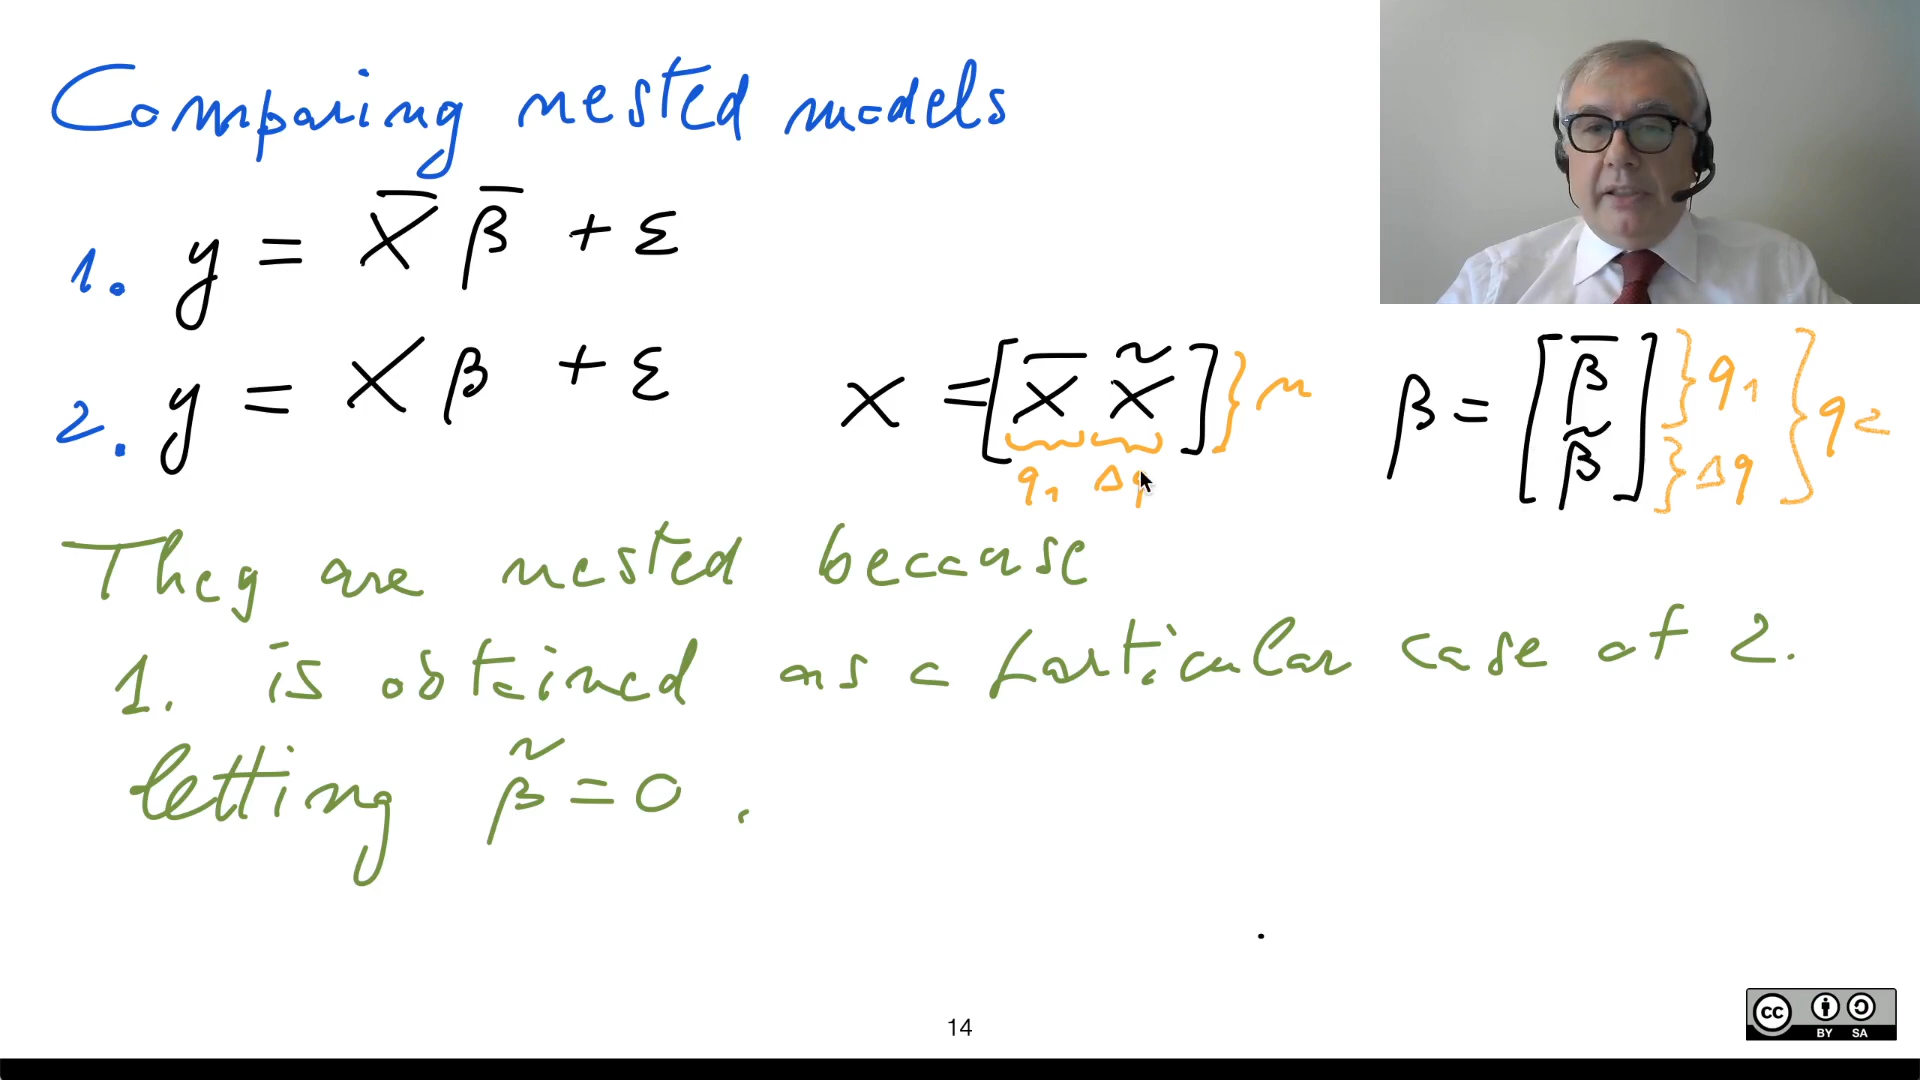 Comparing nested models
1. y = X̅ β̅ + ε
2. y = X β + ε
X = [ X̅ X̃ ] } n
q₁ Δq
β = [ β̅ β̃ ] } q₁ } Δq } q₂
They are nested because
1. is obtained as a particular case of 2.
letting β̃ = 0 .
14
cc BY SA